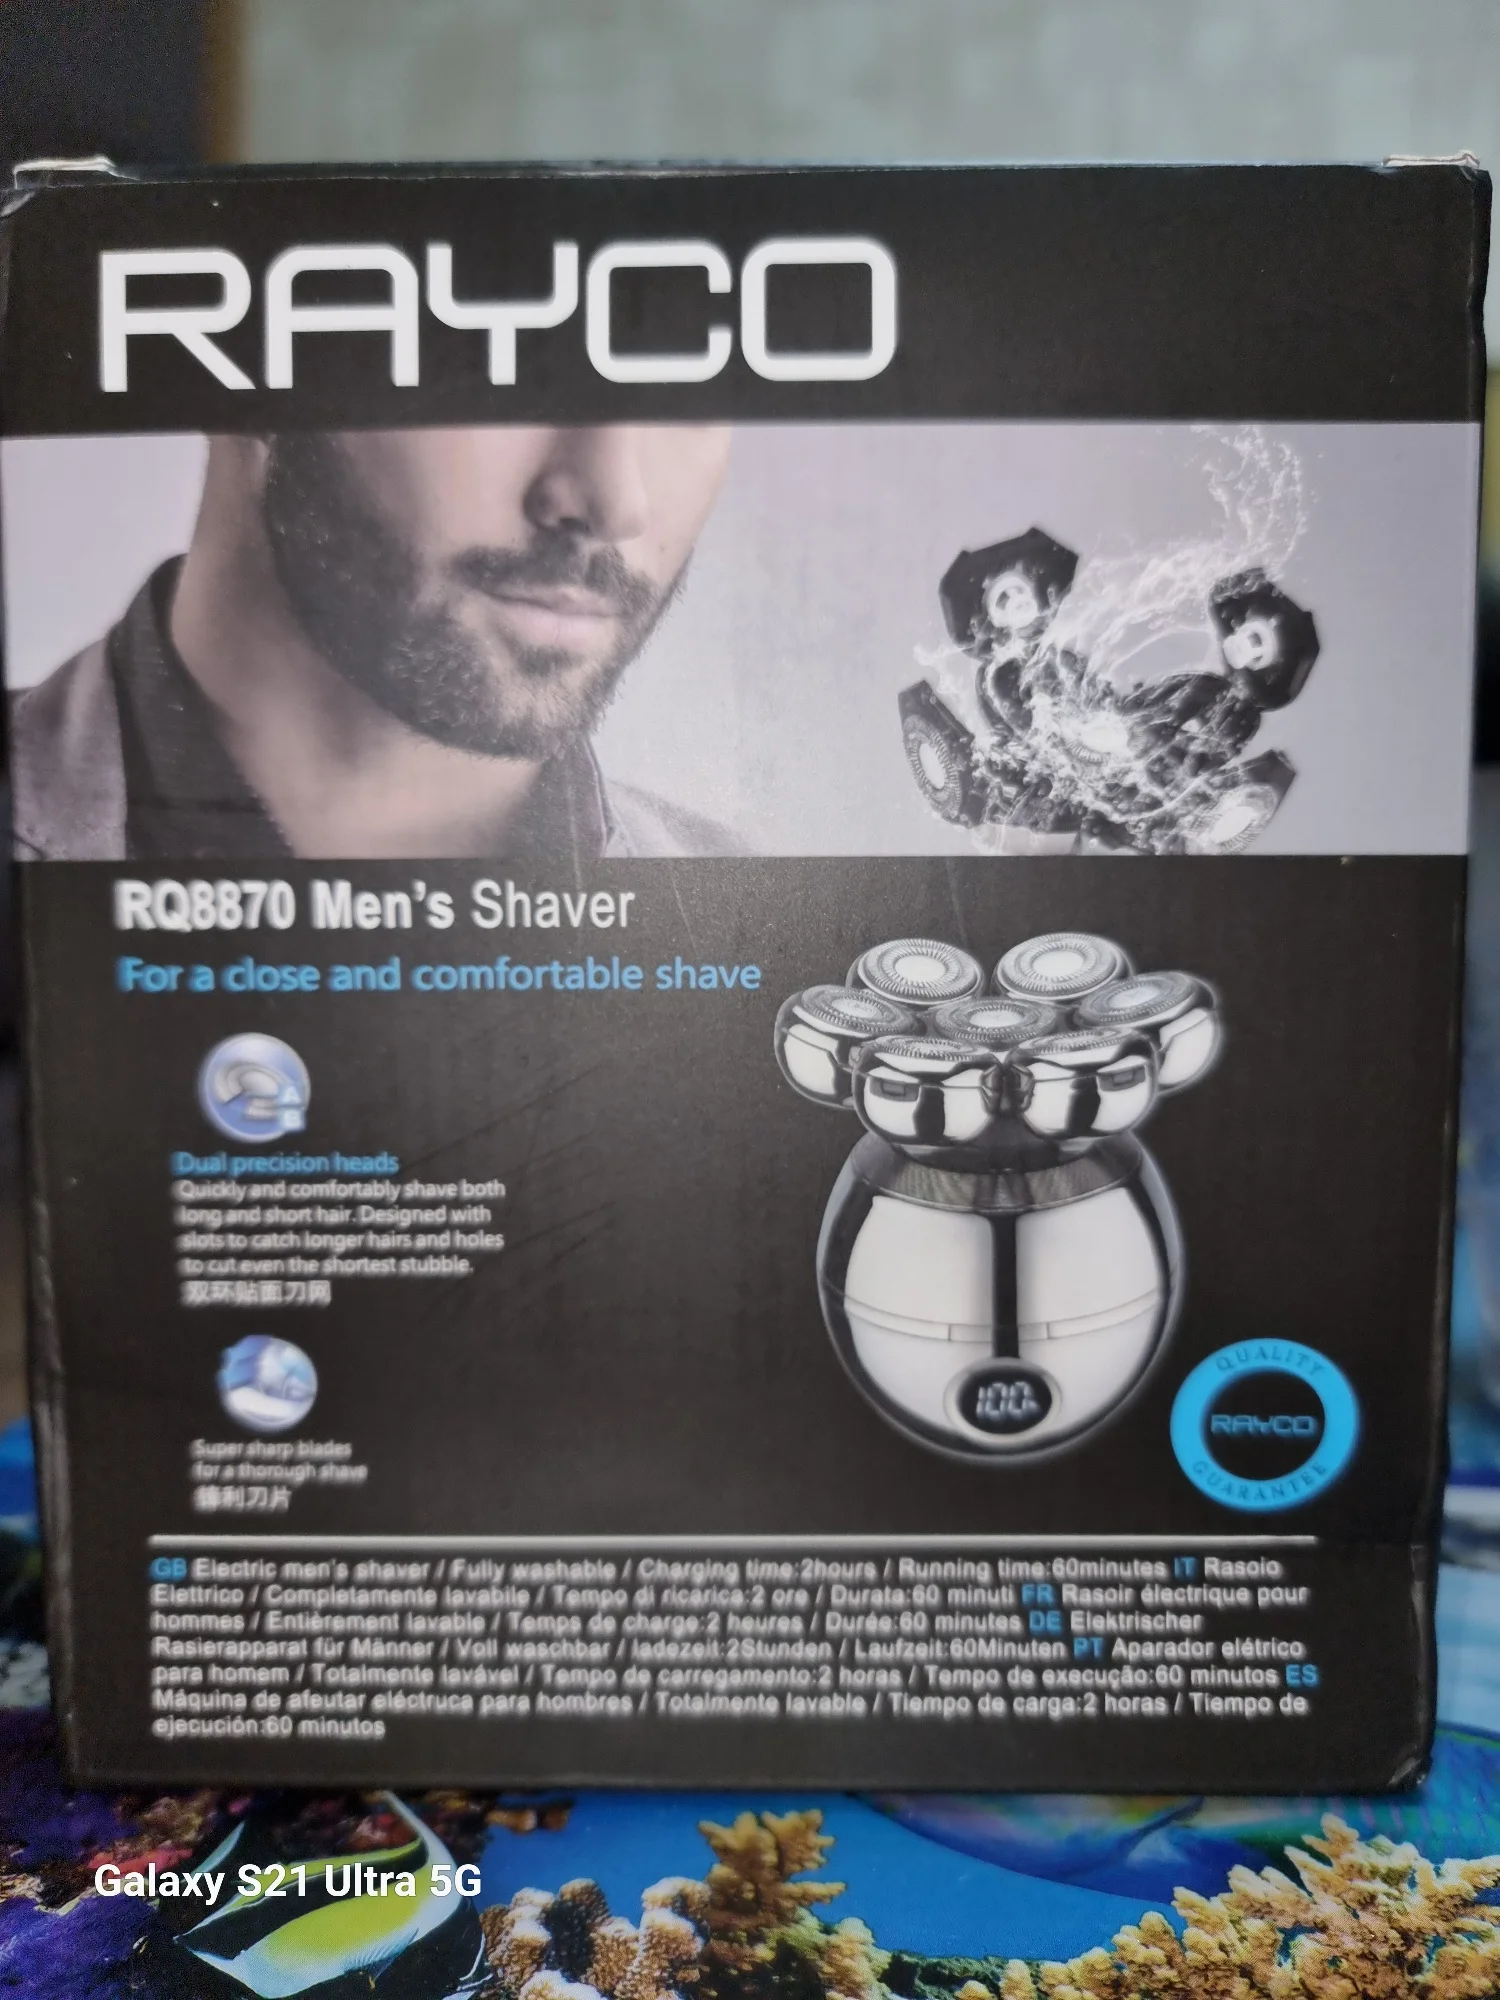 RAYCO
RQ8870 Men's Shaver
For a close and comfortable shave
A
Dual precision heads
Quickly and comfortably shave both
long and short hair. Designed with
slots to catch longer hairs and holes
to cut even the shortest stubble.
双环贴面刀网
Super sharp blades
for a thorough shave
锋利刀片
100%
QUALITY
RAYCO
GUARANTEE
GB Electric men's shaver / Fully washable / Charging time:2hours / Running time:60minutes IT Rasoio
Elettrico / Completamente lavabile / Tempo di ricarica:2 ore / Durata:60 minuti FR Rasoir électrique pour
hommes / Entièrement lavable / Temps de charge:2 heures / Durée:60 minutes DE Elektrischer
Rasierapparat für Männer / Voll waschbar / ladezeit:2Stunden / Laufzeit:60Minuten PT Aparador elétrico
para homem / Totalmente lavável / Tempo de carregamento:2 horas / Tempo de execução:60 minutos ES
Máquina de afeutar eléctruca para hombres / Totalmente lavable / Tiempo de carga:2 horas / Tiempo de
ejecución:60 minutos
Galaxy S21 Ultra 5G